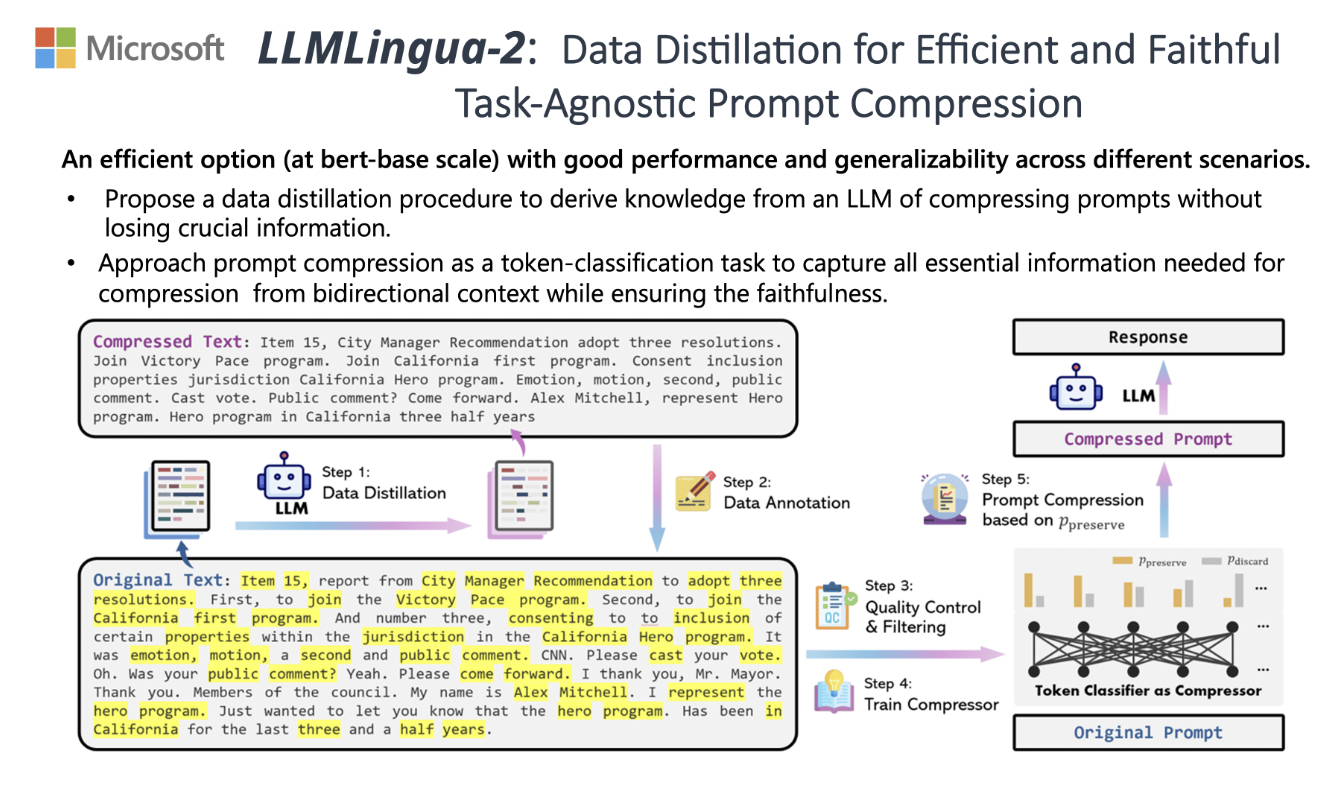 Microsoft
LLMLingua-2: Data Distillation for Efficient and Faithful
Task-Agnostic Prompt Compression
An efficient option (at bert-base scale) with good performance and generalizability across different scenarios.
• Propose a data distillation procedure to derive knowledge from an LLM of compressing prompts without
losing crucial information.
• Approach prompt compression as a token-classification task to capture all essential information needed for
compression from bidirectional context while ensuring the faithfulness.
Compressed Text: Item 15, City Manager Recommendation adopt three resolutions.
Join Victory Pace program. Join California first program. Consent inclusion
properties jurisdiction California Hero program. Emotion, motion, second, public
comment. Cast vote. Public comment? Come forward. Alex Mitchell, represent Hero
program. Hero program in California three half years
Step 1:
Data Distillation
LLM
Step 2:
Data Annotation
Original Text: Item 15, report from City Manager Recommendation to adopt three
resolutions. First, to join the Victory Pace program. Second, to join the
California first program. And number three, consenting to to inclusion of
certain properties within the jurisdiction in the California Hero program. It
was emotion, motion, a second and public comment. CNN. Please cast your vote.
Oh. Was your public comment? Yeah. Please come forward. I thank you, Mr. Mayor.
Thank you. Members of the council. My name is Alex Mitchell. I represent the
hero program. Just wanted to let you know that the hero program. Has been in
California for the last three and a half years.
Step 3:
Quality Control
& Filtering
QC
Step 4:
Train Compressor
Response
LLM
Compressed Prompt
Step 5:
Prompt Compression
based on p_preserve
p_preserve p_discard
...
...
...
Token Classifier as Compressor
Original Prompt